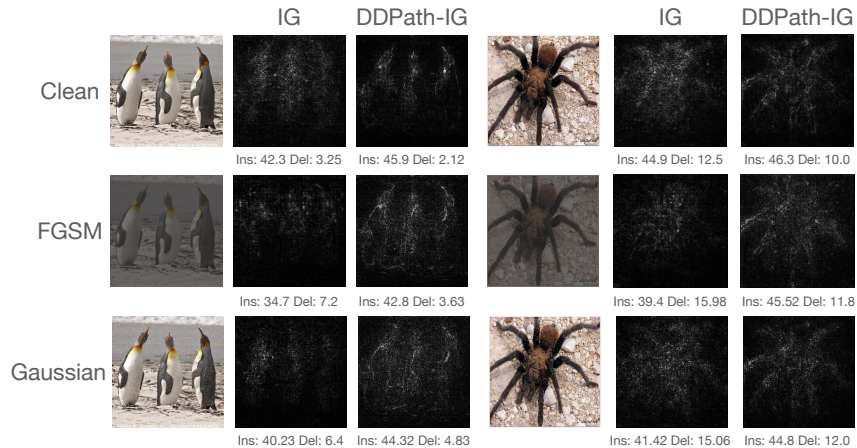 IG DDPath-IG IG DDPath-IG
Clean
Ins: 42.3 Del: 3.25 Ins: 45.9 Del: 2.12 Ins: 44.9 Del: 12.5 Ins: 46.3 Del: 10.0
FGSM
Ins: 34.7 Del: 7.2 Ins: 42.8 Del: 3.63 Ins: 39.4 Del: 15.98 Ins: 45.52 Del: 11.8
Gaussian
Ins: 40.23 Del: 6.4 Ins: 44.32 Del: 4.83 Ins: 41.42 Del: 15.06 Ins: 44.8 Del: 12.0